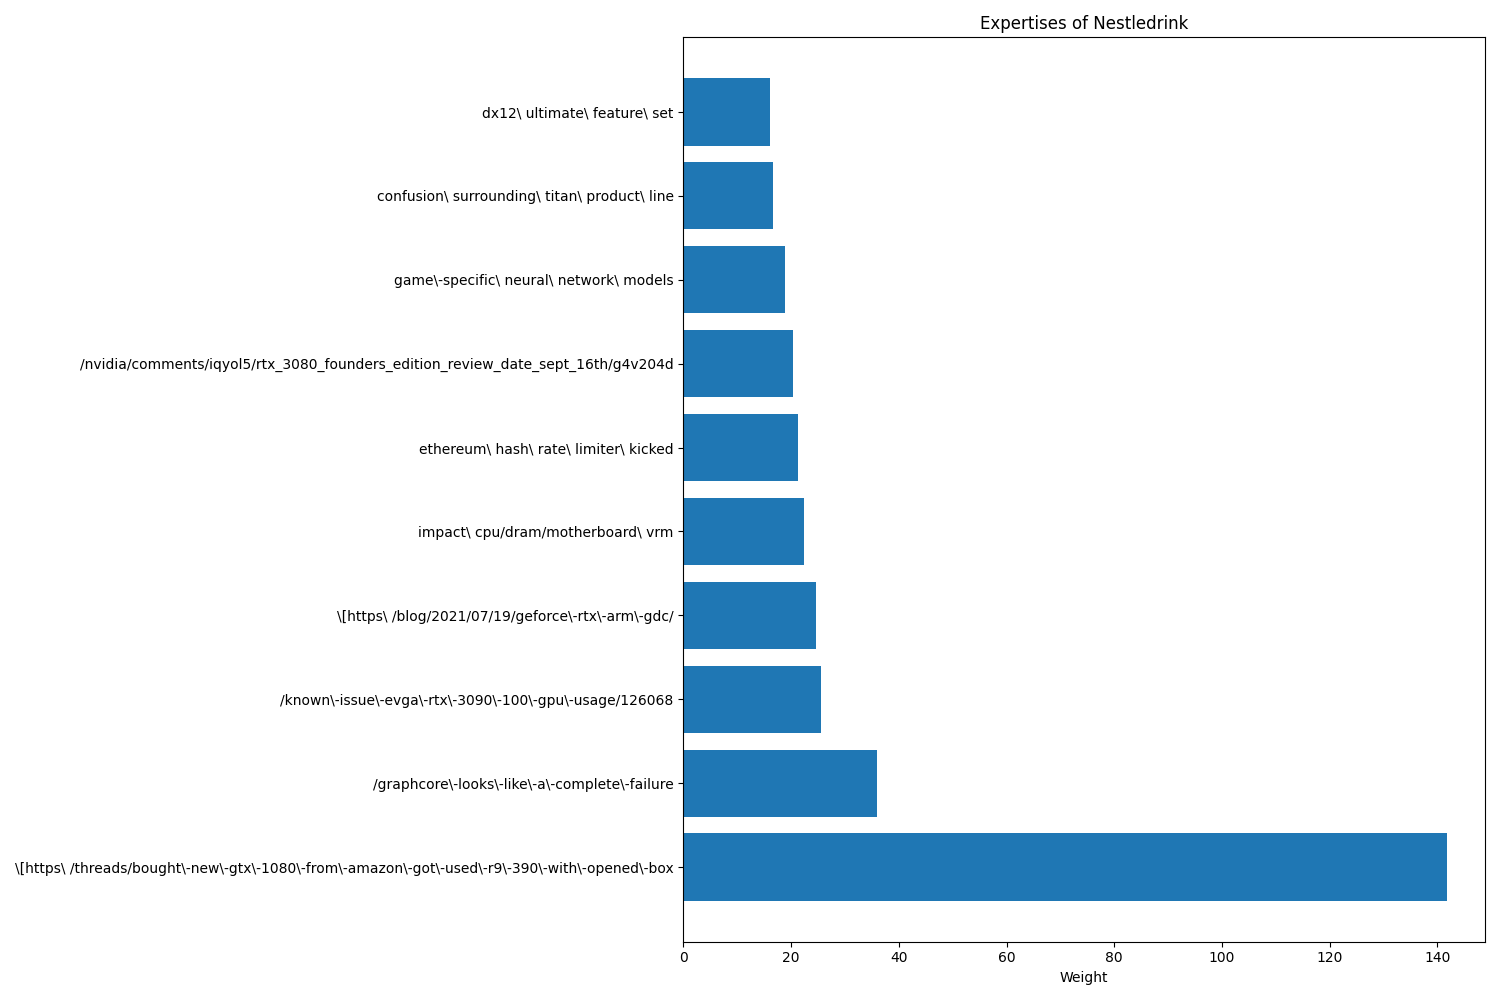 Expertises of Nestledrink
dx12\ ultimate\ feature\ set
confusion\ surrounding\ titan\ product\ line
game\-specific\ neural\ network\ models
/nvidia/comments/iqyol5/rtx_3080_founders_edition_review_date_sept_16th/g4v204d
ethereum\ hash\ rate\ limiter\ kicked
impact\ cpu/dram/motherboard\ vrm
\[https\ /blog/2021/07/19/geforce\-rtx\-arm\-gdc/
/known\-issue\-evga\-rtx\-3090\-100\-gpu\-usage/126068
/graphcore\-looks\-like\-a\-complete\-failure
\[https\ /threads/bought\-new\-gtx\-1080\-from\-amazon\-got\-used\-r9\-390\-with\-opened\-box
0 20 40 60 80 100 120 140
Weight